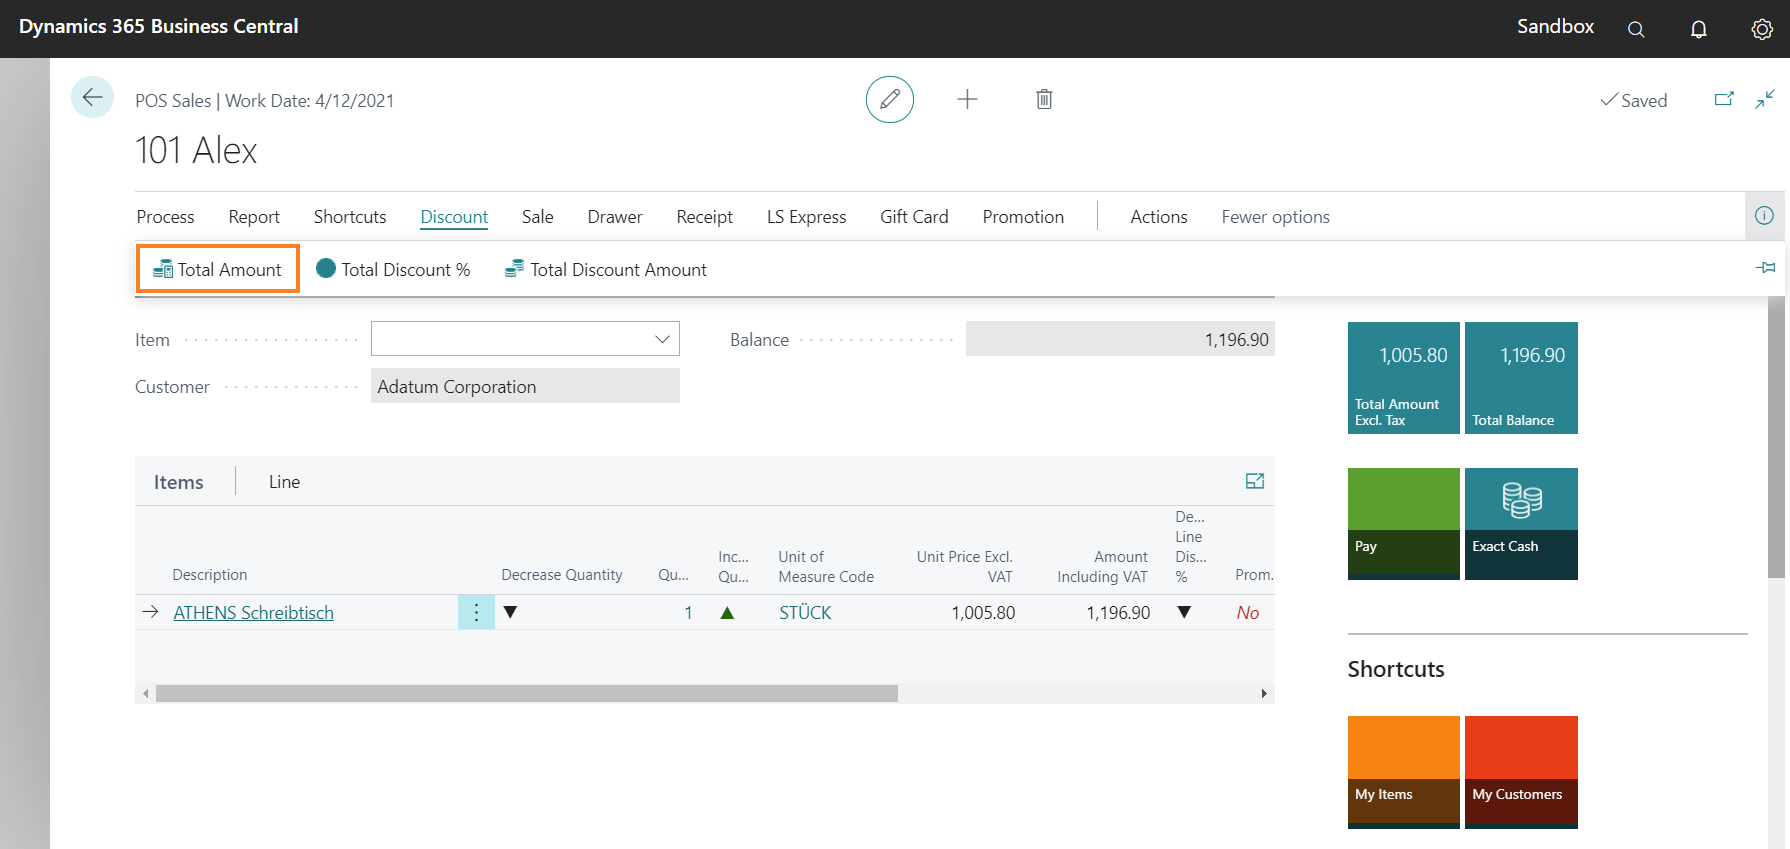 Dynamics 365 Business Central
Sandbox
POS Sales | Work Date: 4/12/2021
Saved
101 Alex
Process Report Shortcuts Discount Sale Drawer Receipt LS Express Gift Card Promotion Actions Fewer options
Total Amount Total Discount % Total Discount Amount
Item
Balance 1,196.90
Customer Adatum Corporation
1,005.80
Total Amount
Excl. Tax
1,196.90
Total Balance
Pay
Exact Cash
Items Line
Description
Decrease Quantity
Qu...
Inc...
Qu...
Unit of
Measure Code
Unit Price Excl.
VAT
Amount
Including VAT
De...
Line
Dis...
%
Prom.
ATHENS Schreibtisch 1 STÜCK 1,005.80 1,196.90 No
Shortcuts
My Items
My Customers